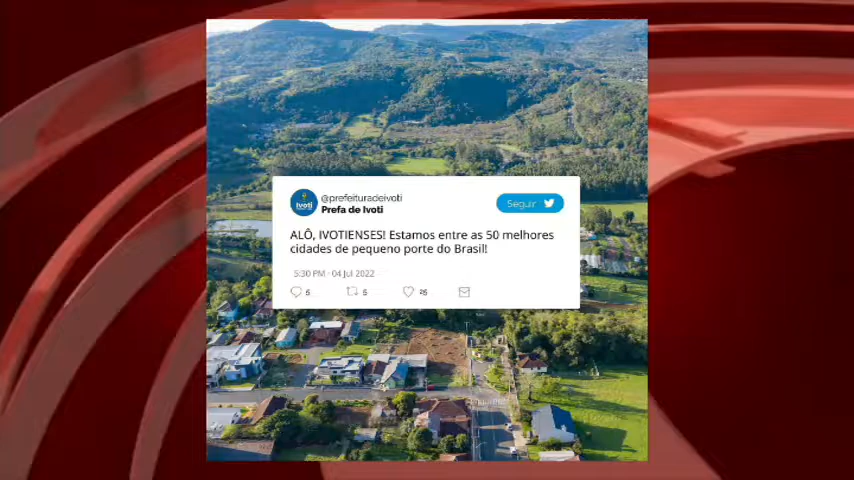 @prefeituradeivoti
Prefa de Ivoti
Seguir
Ivoti
ALÔ, IVOTIENSES! Estamos entre as 50 melhores
cidades de pequeno porte do Brasil!
5:30 PM · 04 Jul 2022
5
5
25